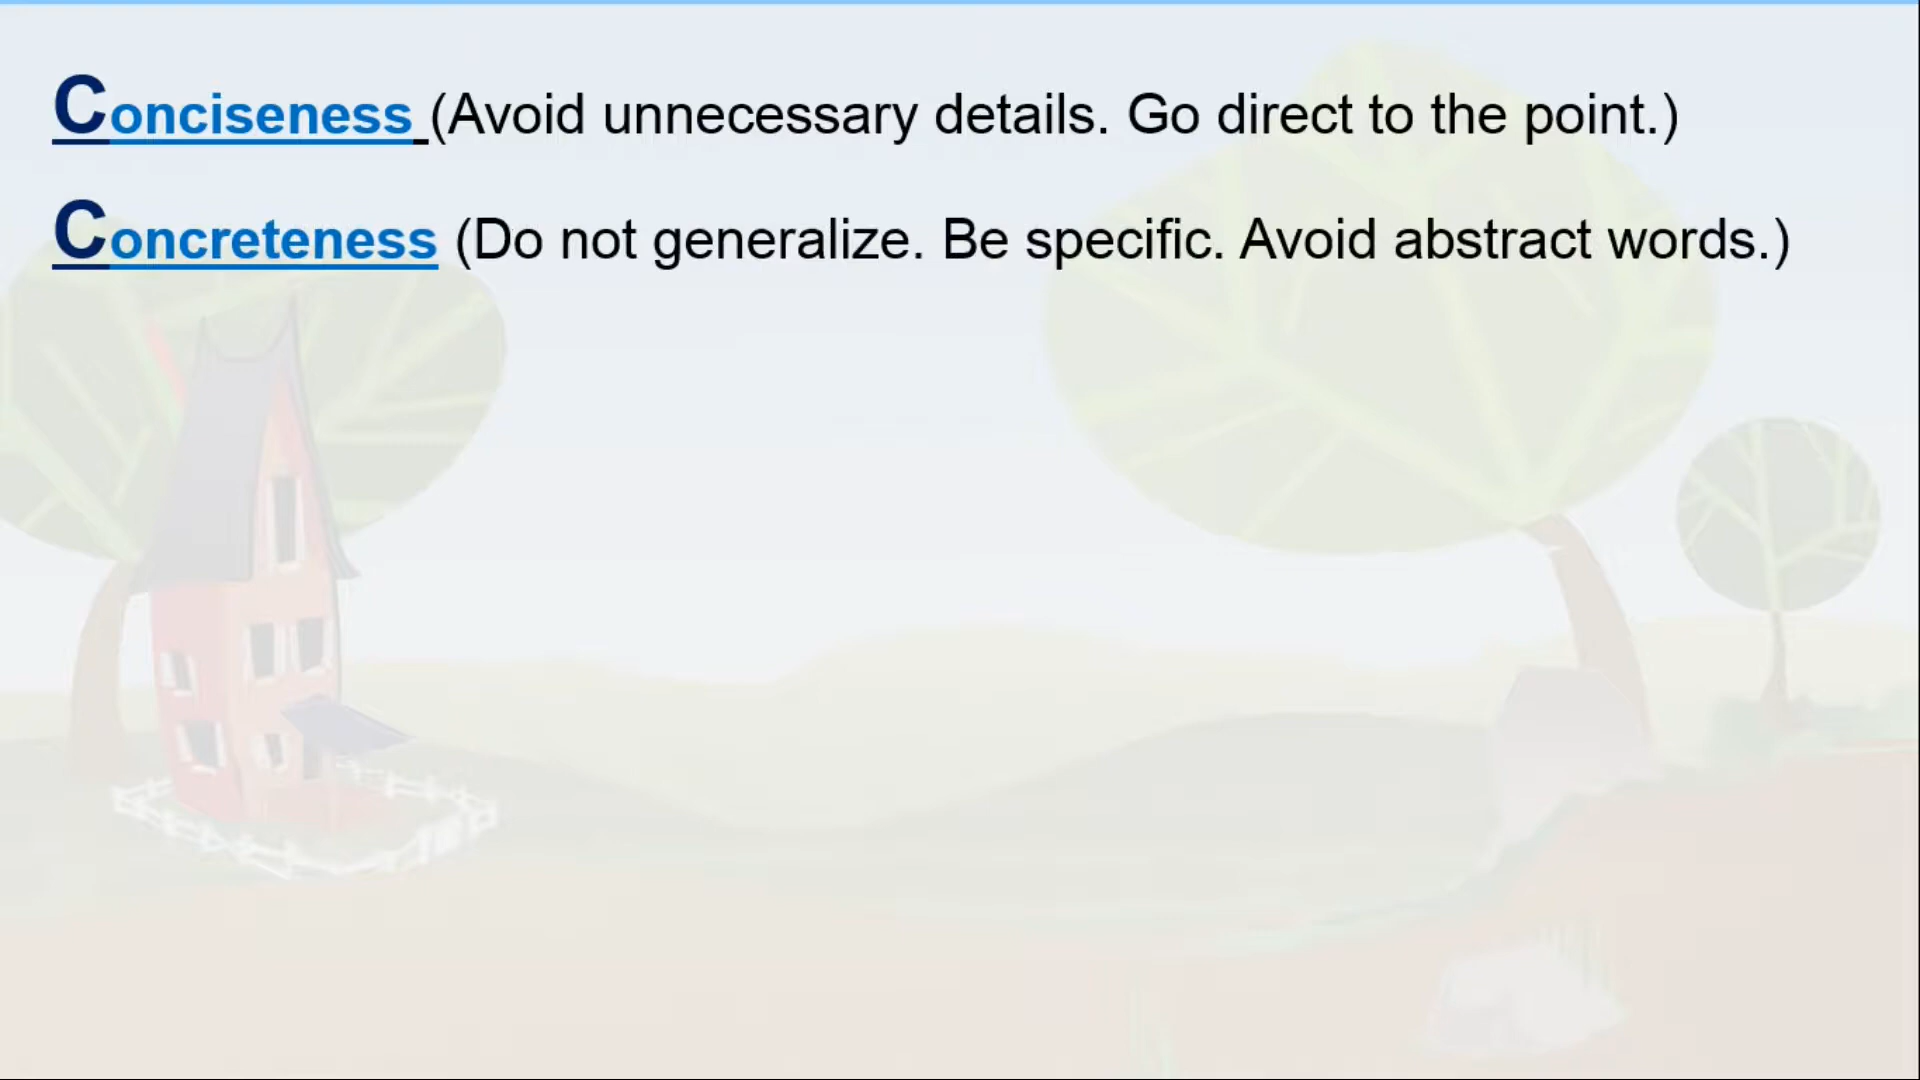 Conciseness (Avoid unnecessary details. Go direct to the point.)
Concreteness (Do not generalize. Be specific. Avoid abstract words.)